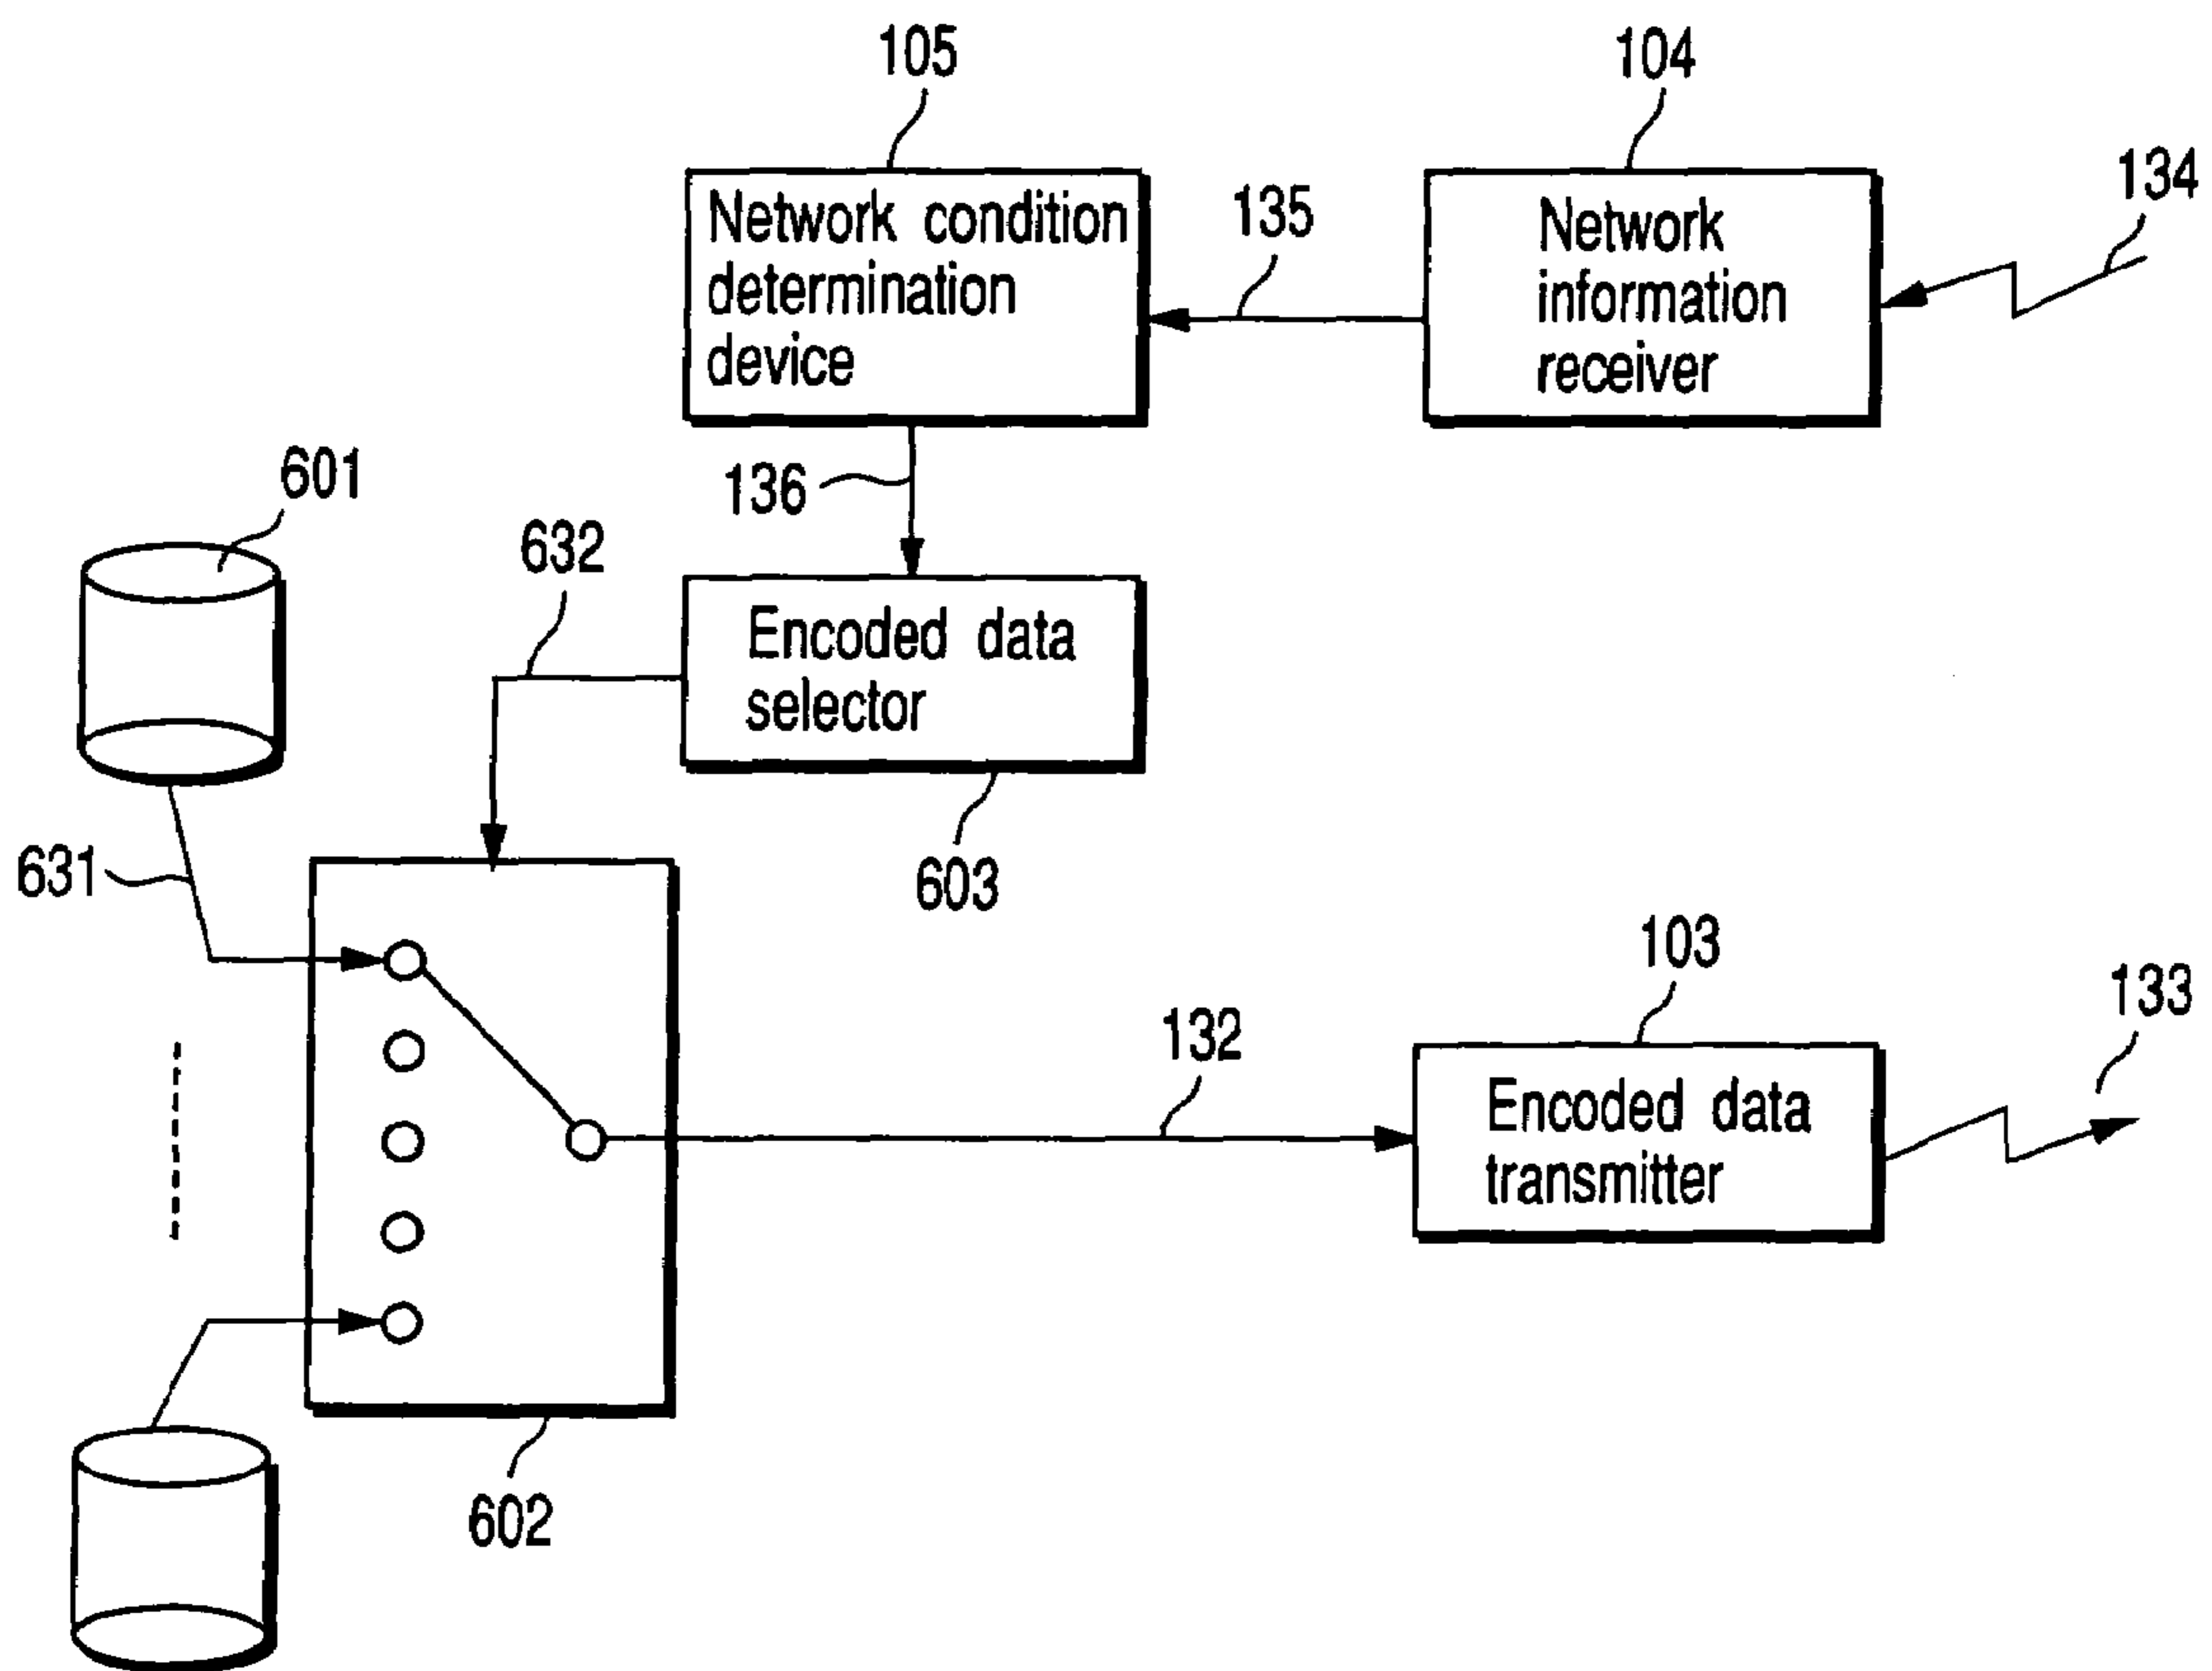 105
104
134
Network condition
determination
device
135
Network
information
receiver
601
136
632
Encoded data
selector
631
603
103
133
132
Encoded data
transmitter
602